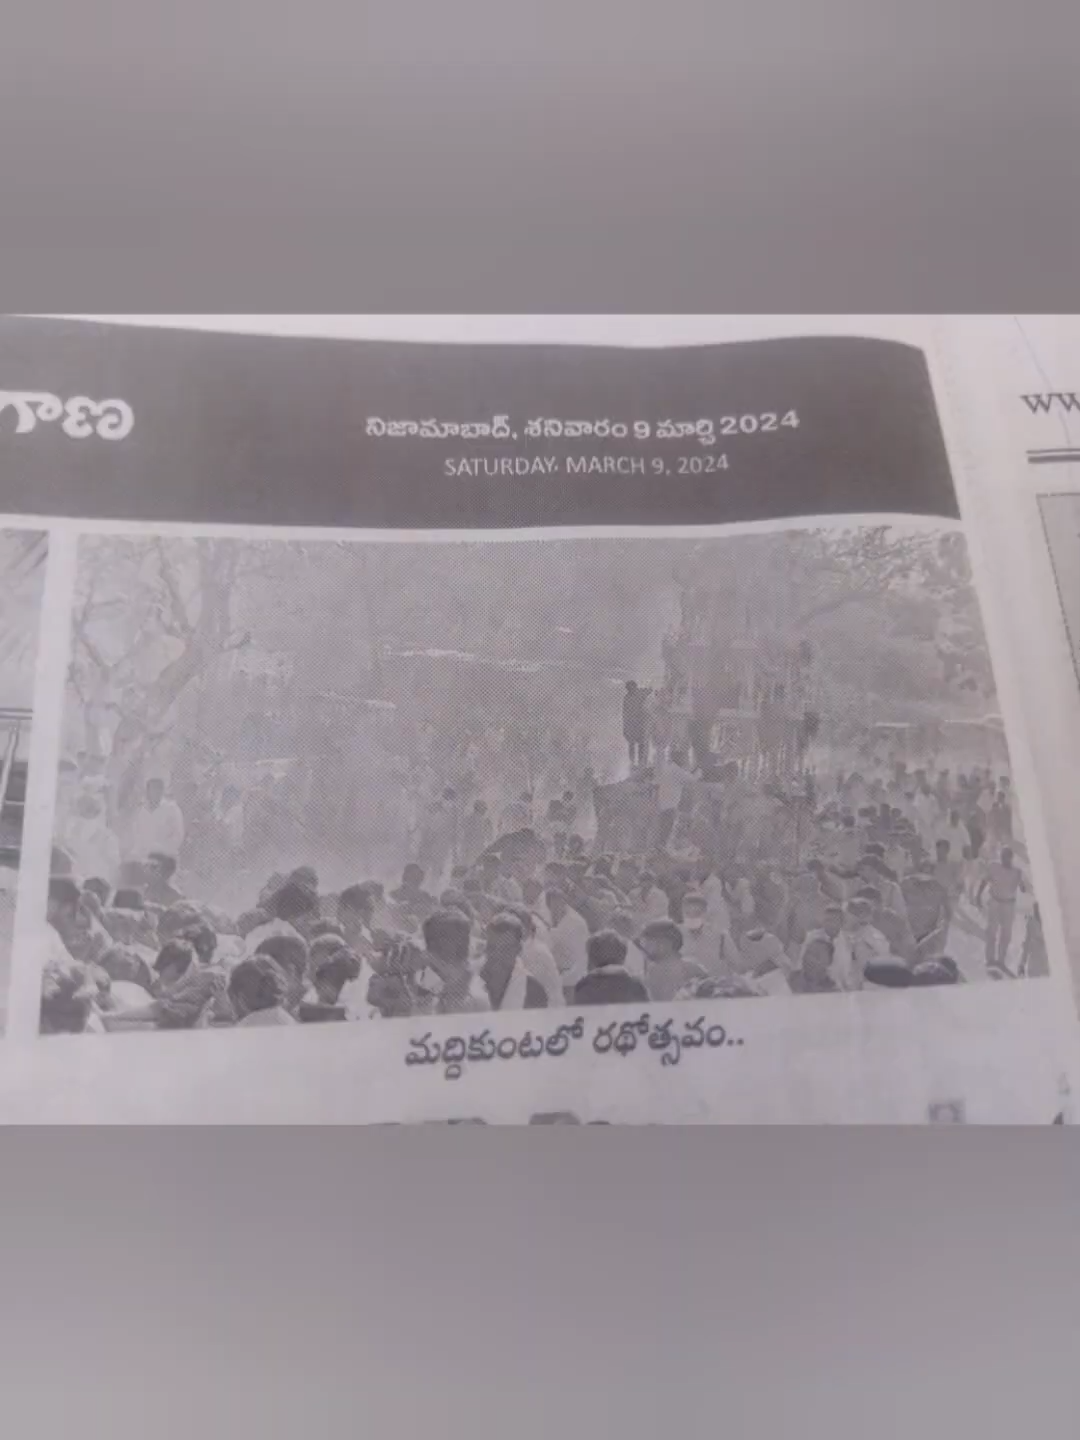 గాణ
నిజామాబాద్, శనివారం 9 మార్చి 2024
SATURDAY, MARCH 9, 2024
మద్దికుంటలో రథోత్సవం..